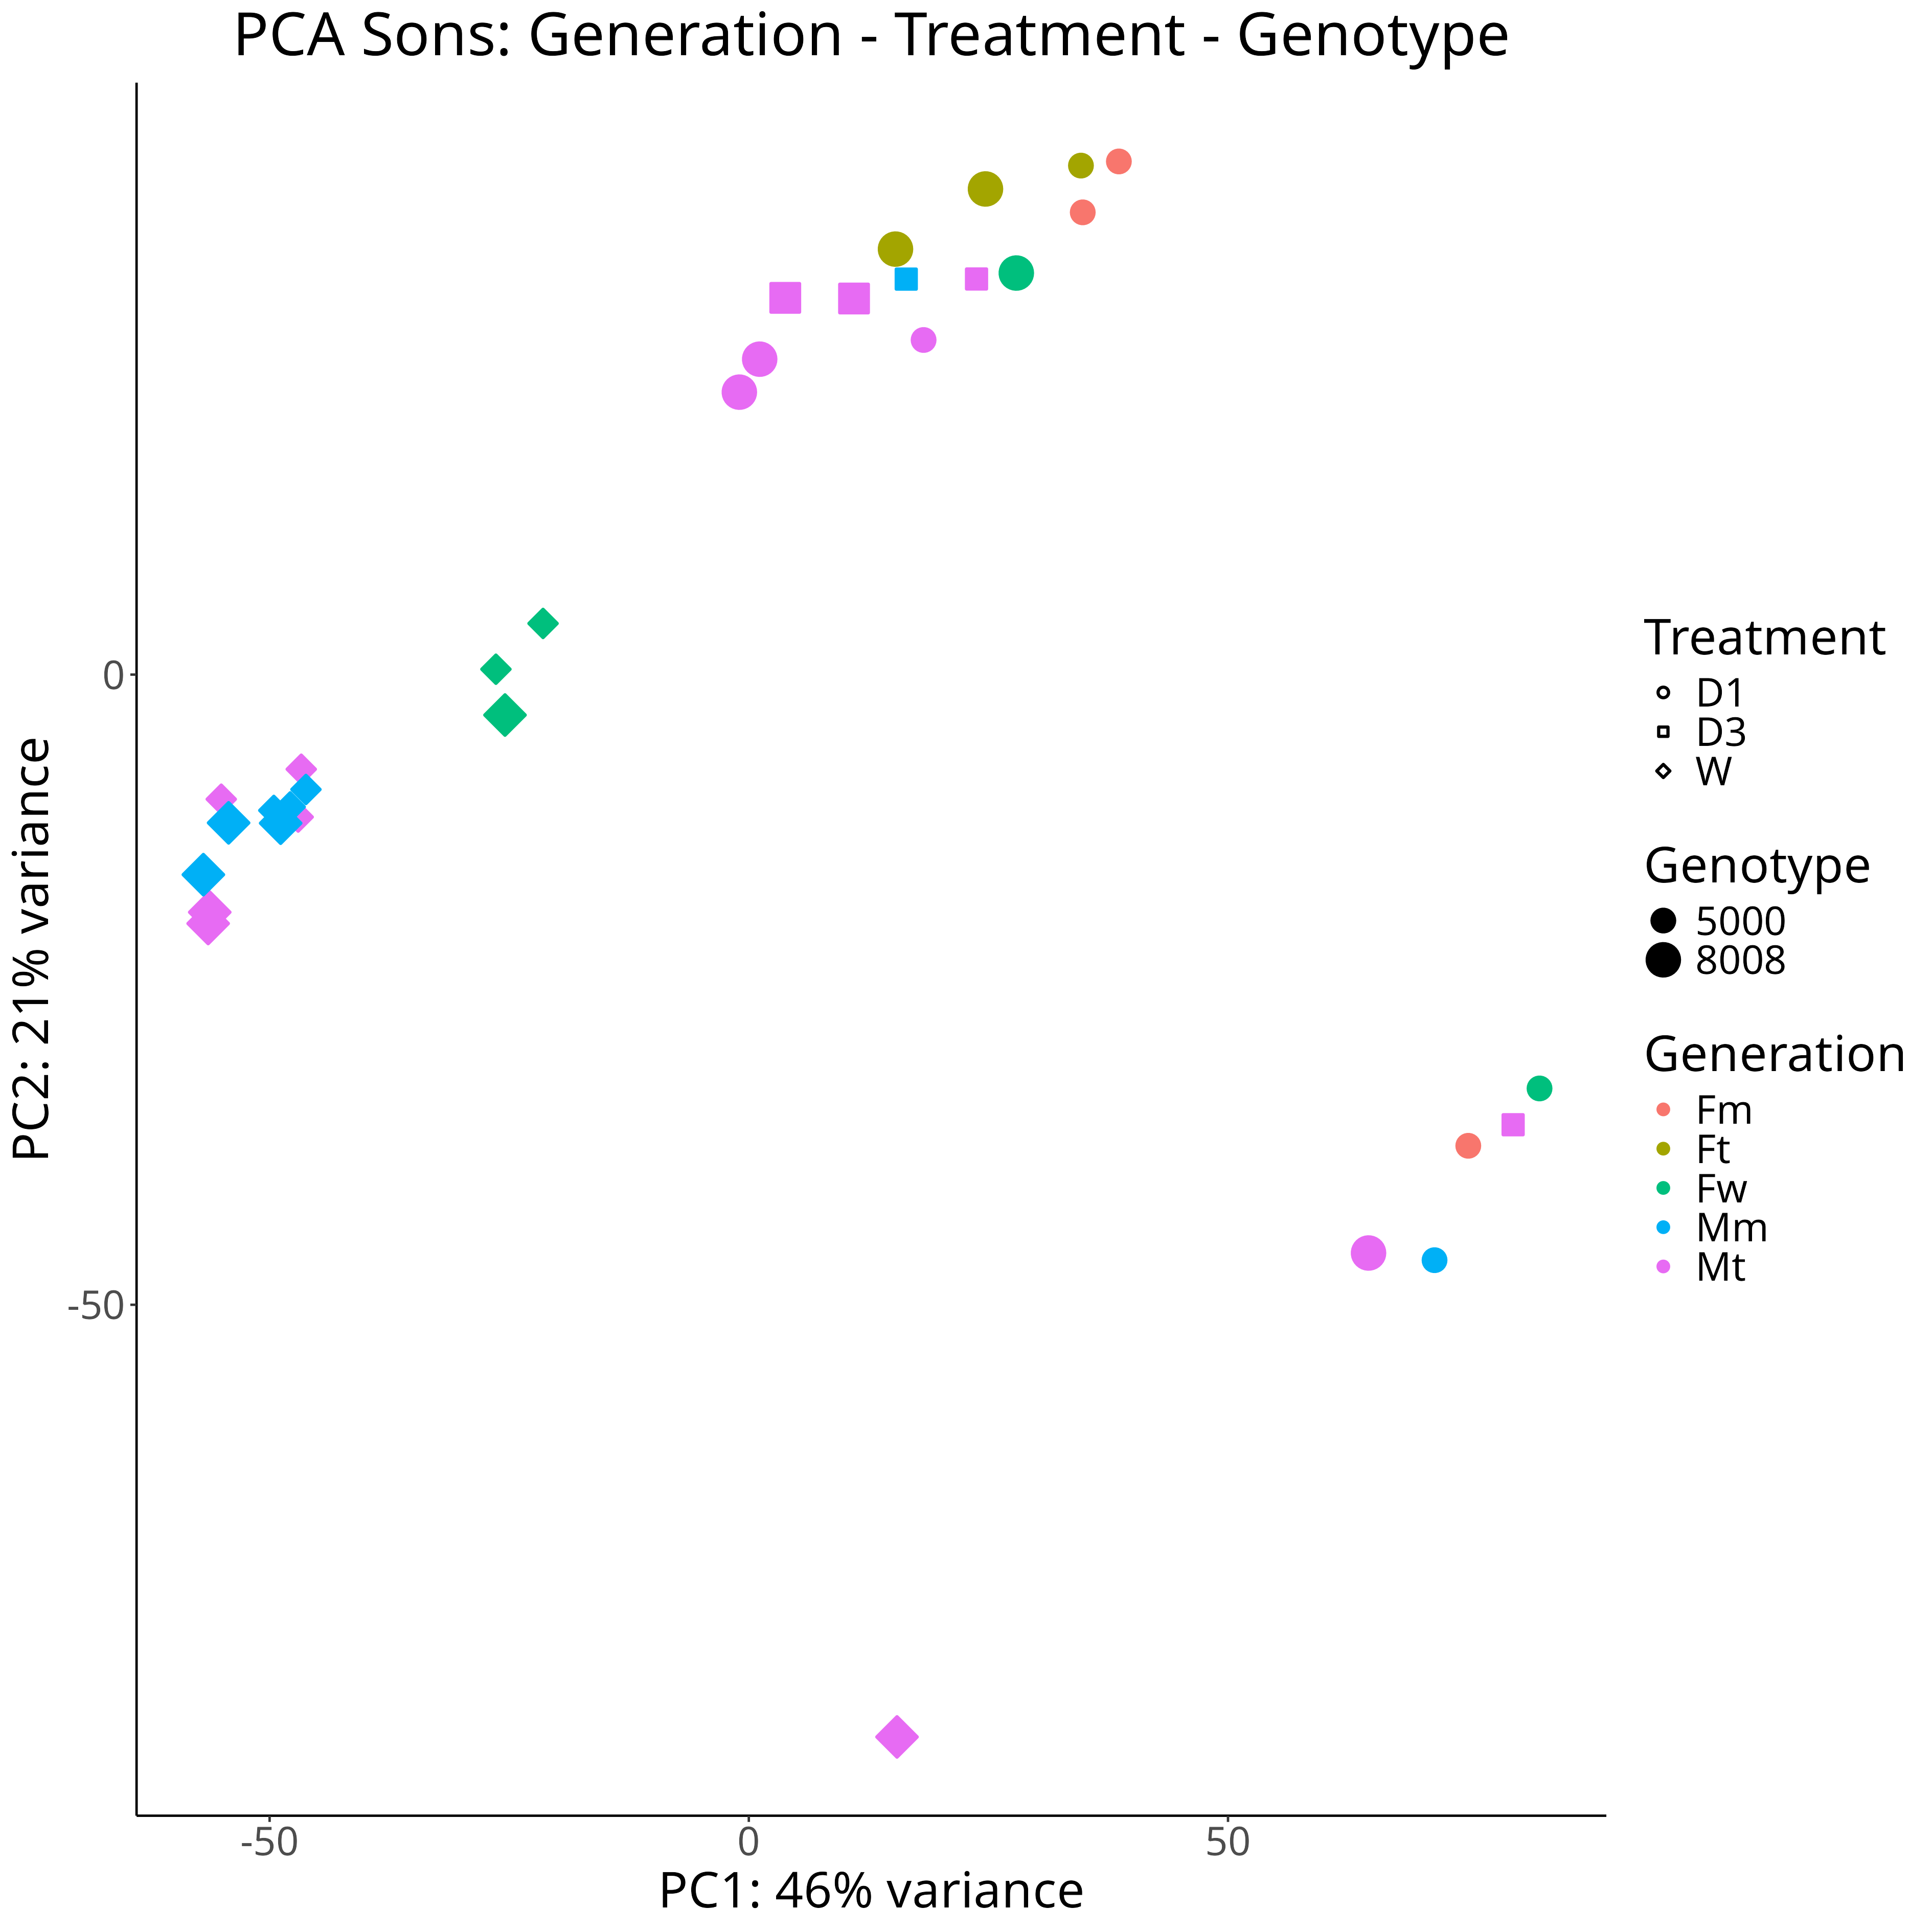 PCA Sons: Generation - Treatment - Genotype
PC2: 21% variance
0
-50
-50
0
50
PC1: 46% variance
Treatment
D1
D3
W
Genotype
5000
8008
Generation
Fm
Ft
Fw
Mm
Mt